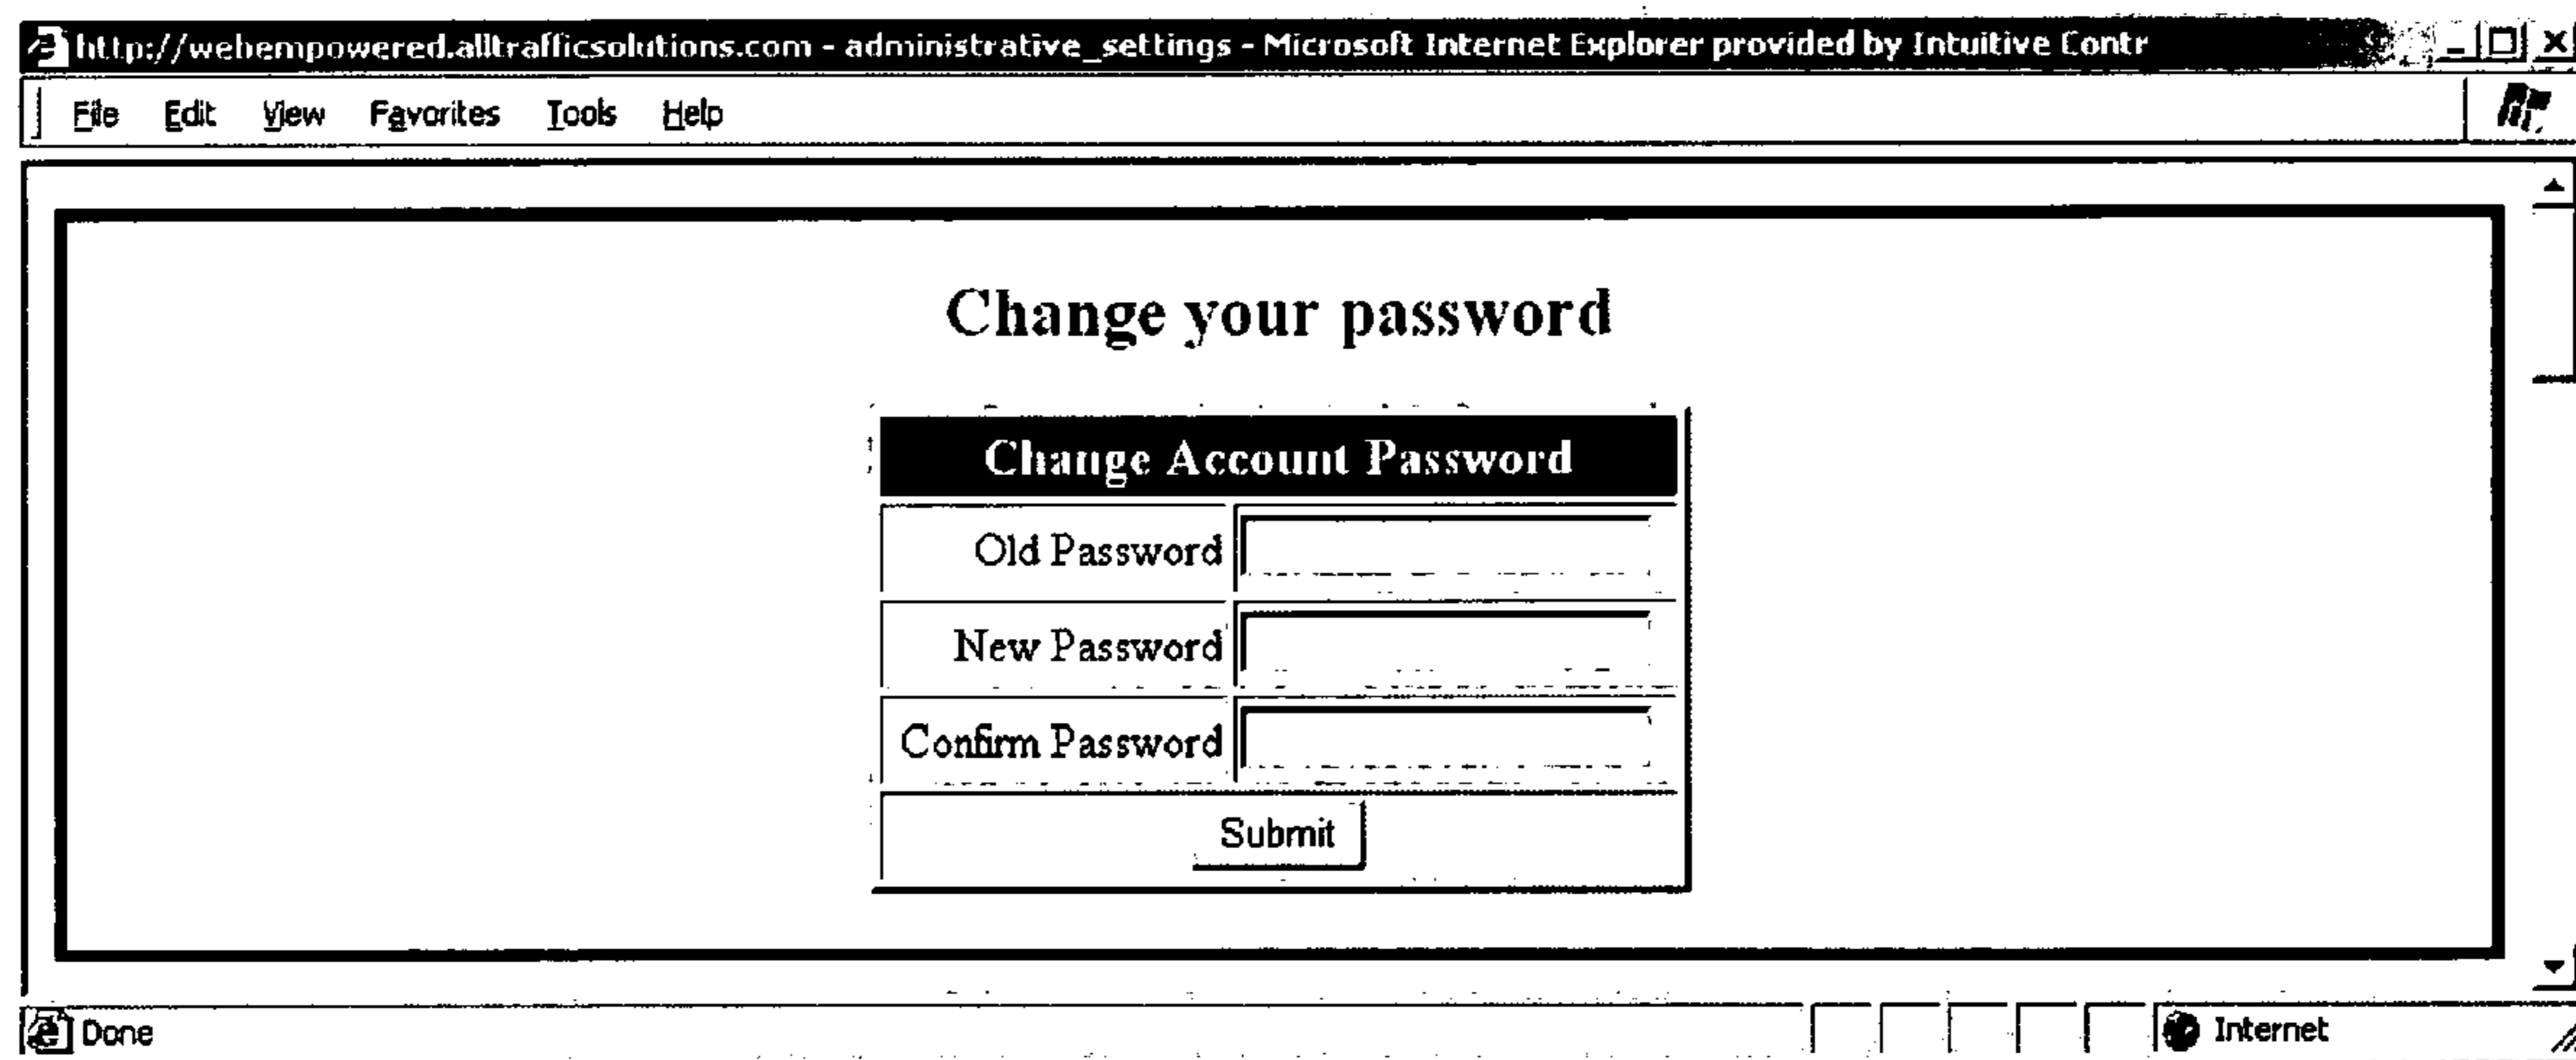 http://webempowered.alltrafficsolutions.com - administrative_settings - Microsoft Internet Explorer provided by Intuitive Contr
File Edit View Favorites Tools Help
Change your password
Change Account Password
Old Password
New Password
Confirm Password
Submit
Done Internet